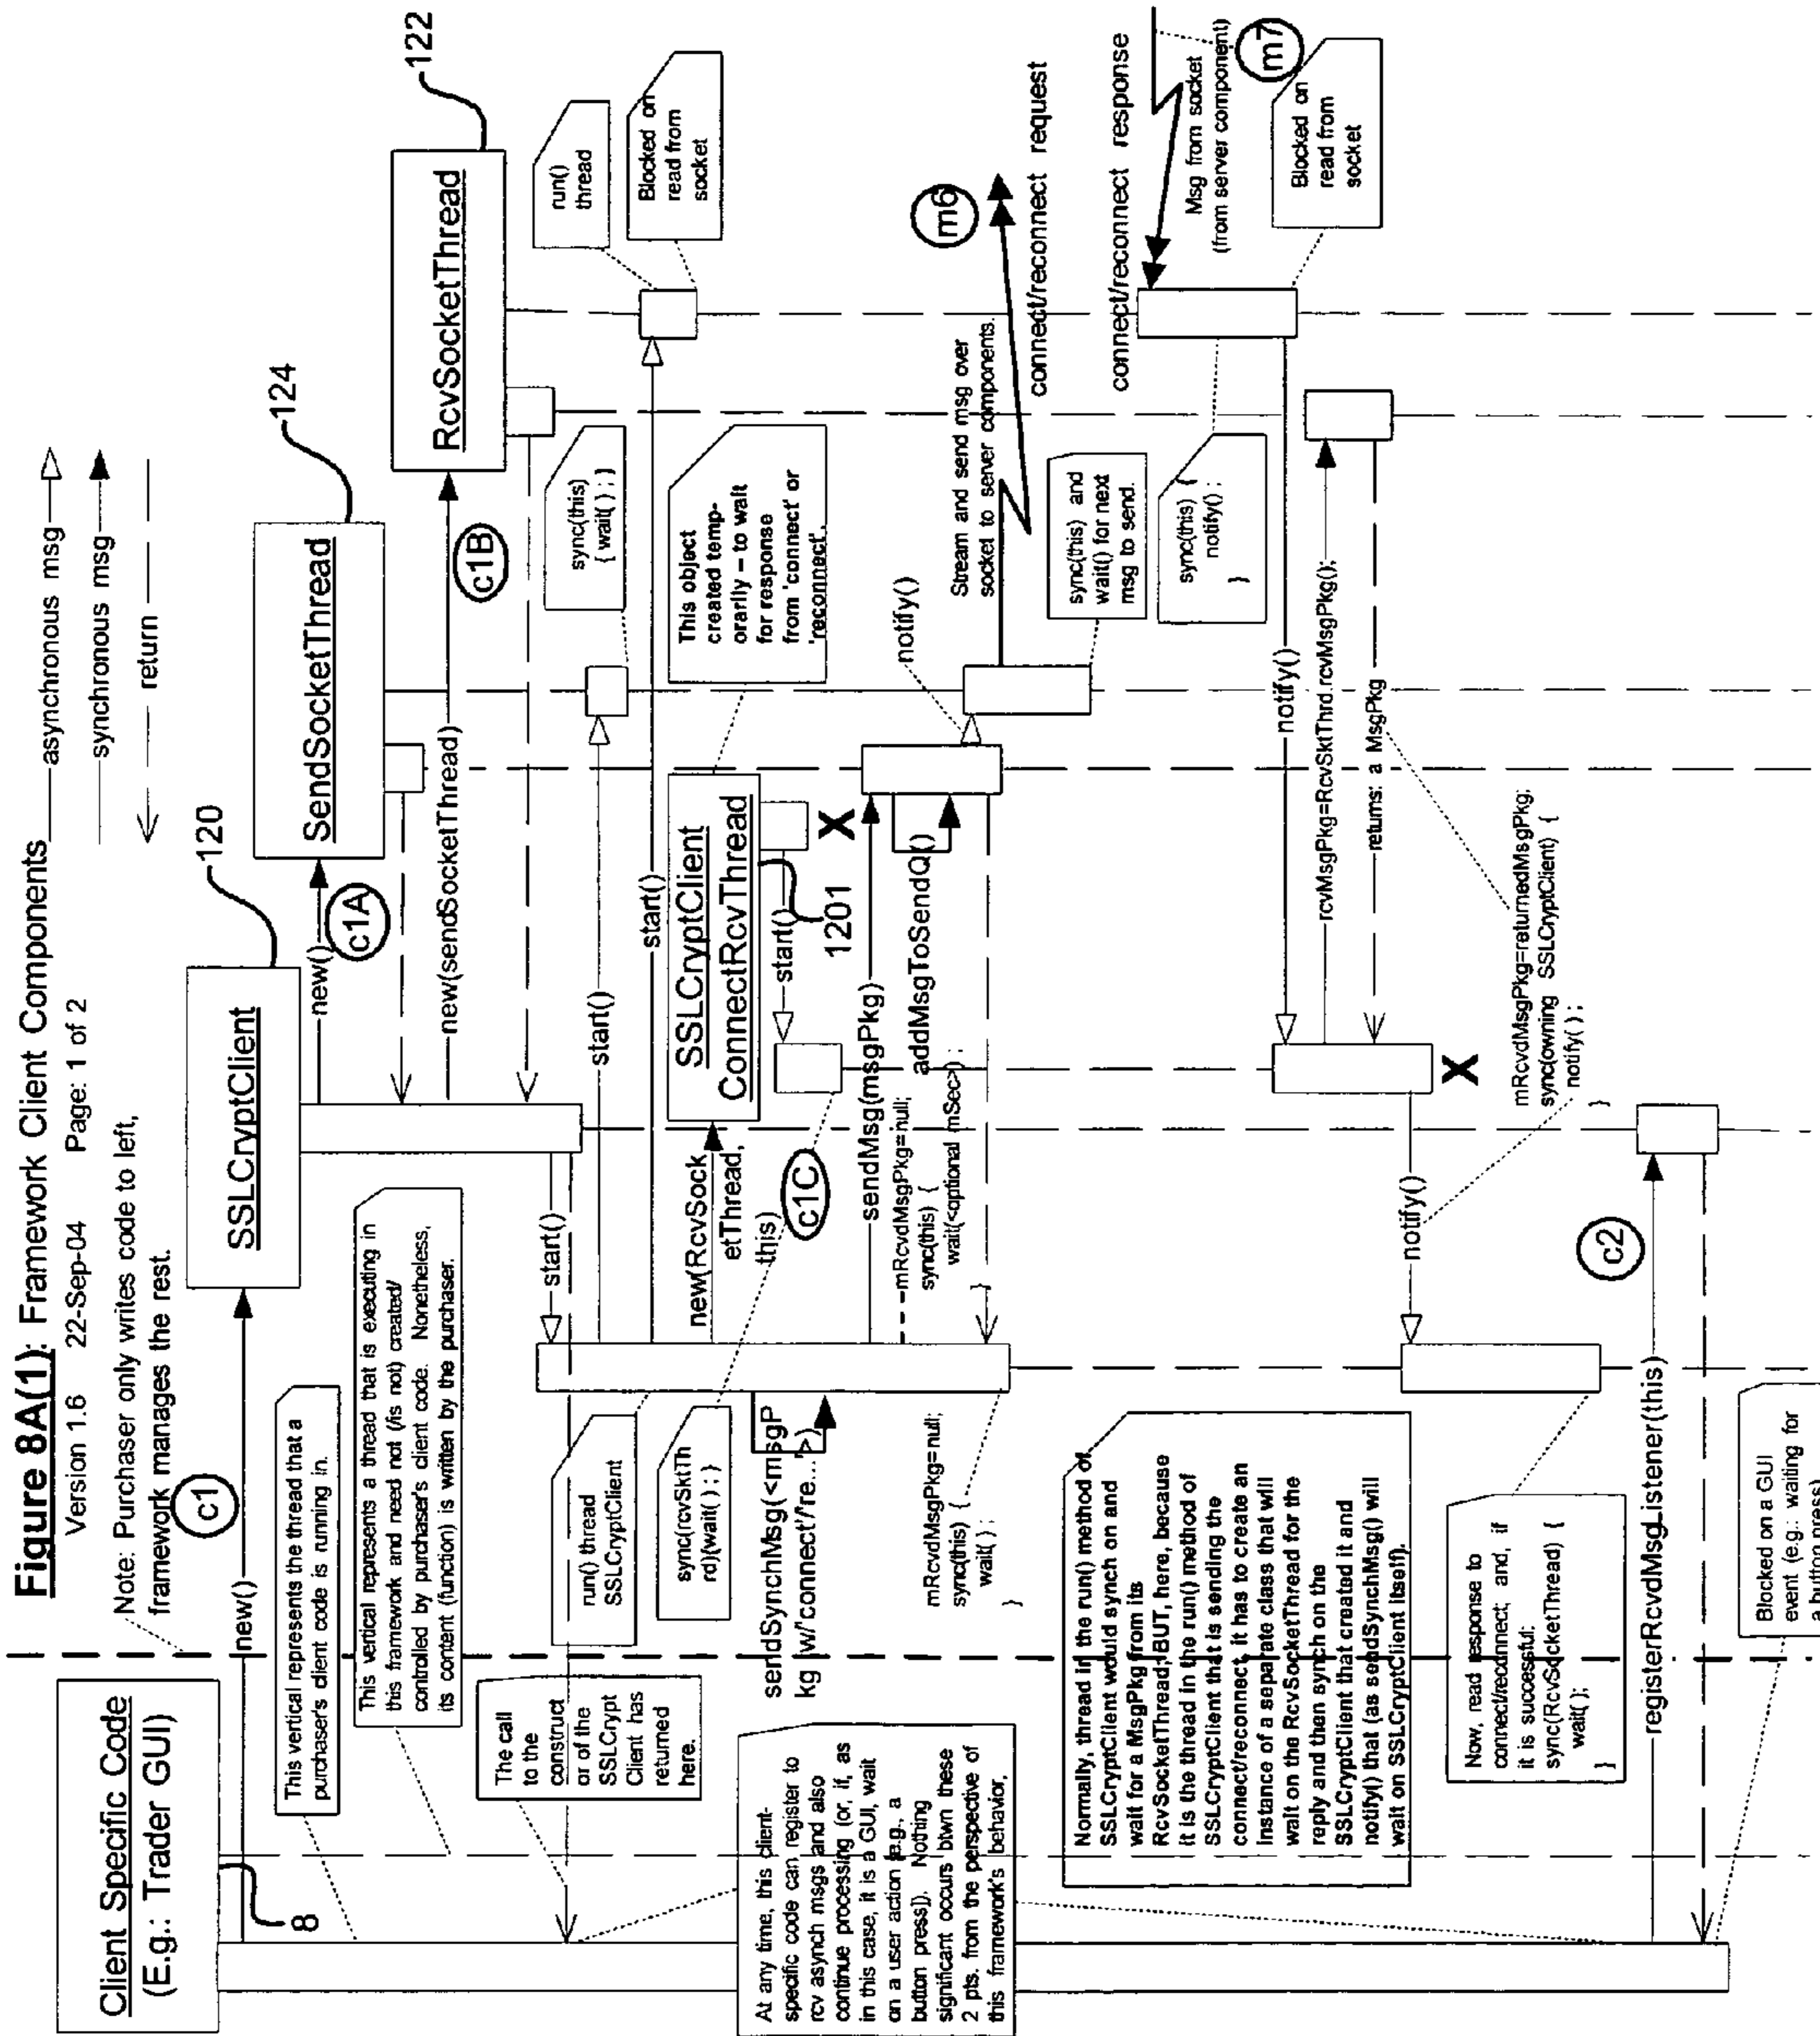 Figure 8A(1): Framework Client Components
Version 1.6 22-Sep-04 Page: 1 of 2
asynchronous msg
synchronous msg
return
Note: Purchaser only writes code to left,
framework manages the rest.
Client Specific Code
(E.g.: Trader GUI)
8
c1
new()
SSLCryptClient
120
new()
c1A
SendSocketThread
124
new(sendSocketThread)
c1B
RcvSocketThread
122
This vertical represents the thread that a
purchaser's client code is running in.
This vertical represents a thread that is executing in
this framework and need not (/is not) created/
controlled by purchaser's client code. Nonetheless,
its content (function) is written by the purchaser.
The call
to the
construct
or of the
SSLCrypt
Client has
returned
here.
start()
run() thread
SSLCryptClient
start()
sync(this)
{ wait( ) ; }
start()
run()
thread
Blocked on
read from
socket
sync(rcvSktTh
rd){wait( ) ; }
new(RcvSock
etThread,
this)
c1C
SSLCryptClient
ConnectRcvThread
start()
1201
X
This object
created temp-
orarily – to wait
for response
from 'connect' or
'reconnect'.
sendSynchMsg(<msgP
kg w/'connect'/re...'>)
sendMsg(msgPkg)
addMsgToSendQ()
notify()
mRcvdMsgPkg=null;
sync(this) {
wait(<optional mSec>) ;
}
Stream and send msg over
socket to server components.
m6
connect/reconnect request
mRcvdMsgPkg=null;
sync(this) {
wait( ) ;
}
sync(this) and
wait() for next
msg to send.
connect/reconnect response
Msg from socket
(from server component)
m7
sync(this) {
notify() ;
}
Blocked on
read from
socket
At any time, this client-
specific code can register to
rcv asynch msgs and also
continue processing (or, if, as
in this case, it is a GUI, wait
on a user action [e.g., a
button press]). Nothing
significant occurs btwn these
2 pts. from the perspective of
this framework's behavior,
Normally, thread in the run() method of
SSLCryptClient would synch on and
wait for a MsgPkg from its
RcvSocketThread; BUT, here, because
it is the thread in the run() method of
SSLCryptClient that is sending the
connect/reconnect, it has to create an
instance of a separate class that will
wait on the RcvSocketThread for the
reply and then synch on the
SSLCryptClient that created it and
notify() that (as sendSynchMsg() will
wait on SSLCryptClient itself).
notify()
rcvMsgPkg=RcvSktThrd.rcvMsgPkg();
returns: a MsgPkg
X
notify()
mRcvdMsgPkg=returnedMsgPkg;
sync(owning SSLCryptClient) {
notify( ) ;
}
Now, read response to
connect/reconnect, and, if
it is successful:
sync(RcvSocketThread) {
wait( );
}
c2
registerRcvdMsgListener(this)
Blocked on a GUI
event (e.g.: waiting for
a button press)